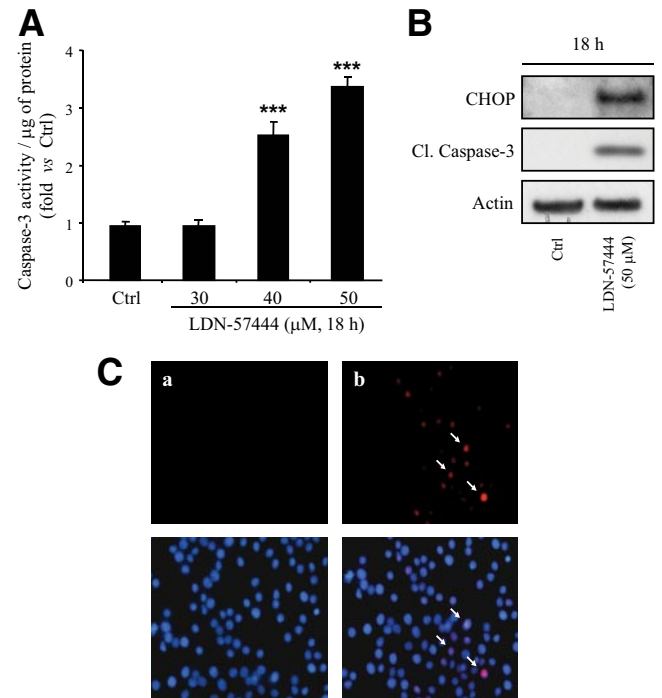 A
Caspase-3 activity / μg of protein
(fold vs Ctrl)
4
3
2
1
0
***
***
Ctrl
30
40
50
LDN-57444 (μM, 18 h)
B
18 h
CHOP
Cl. Caspase-3
Actin
Ctrl
LDN-57444
(50 μM)
C
a
b